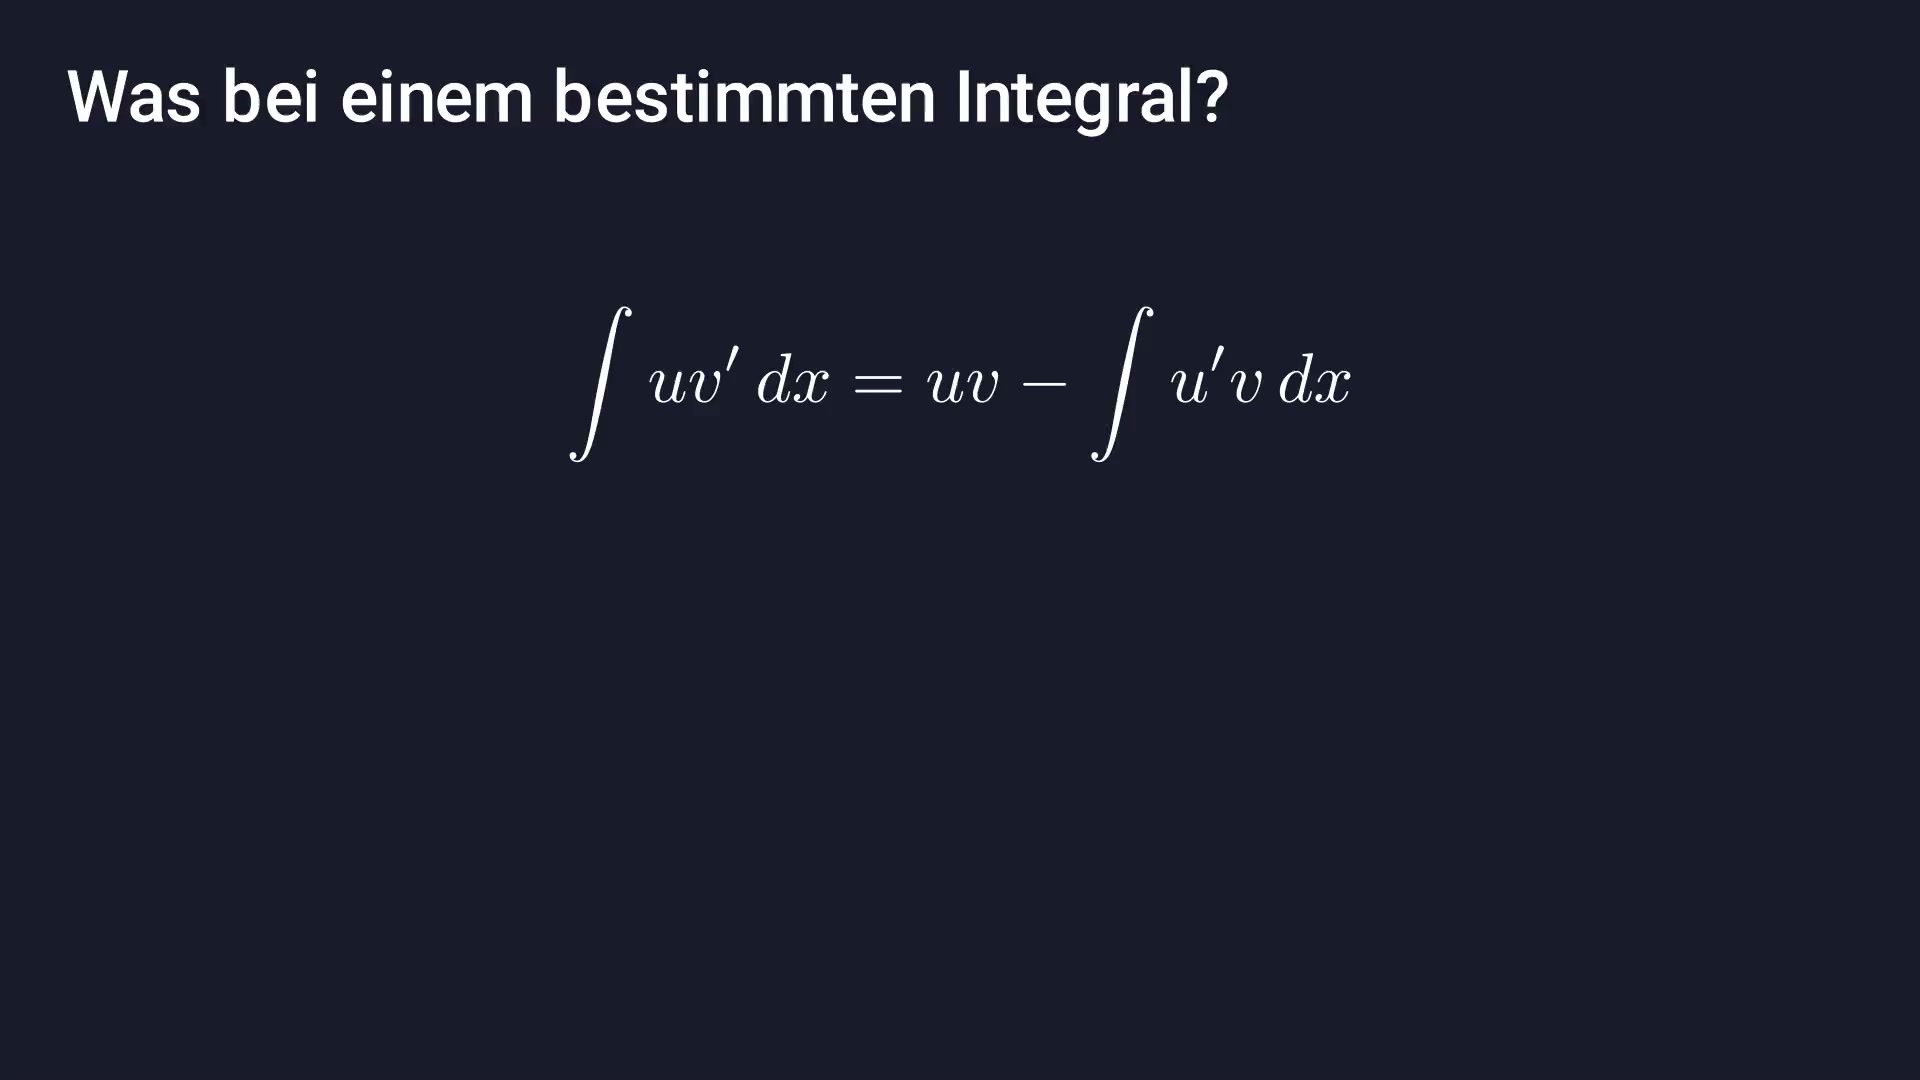 Was bei einem bestimmten Integral?
∫ uv′ dx = uv − ∫ u′v dx